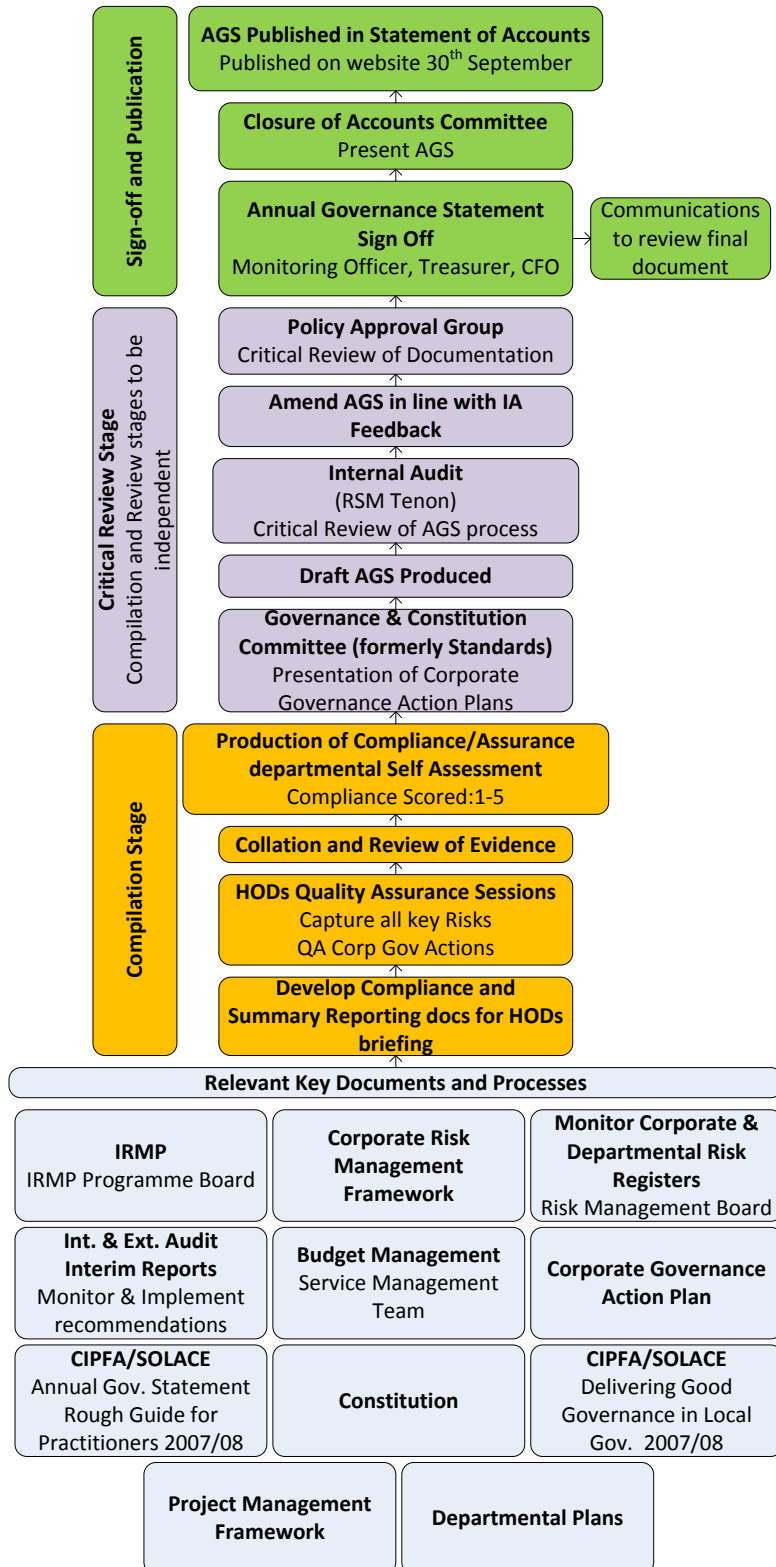 Sign-off and Publication
AGS Published in Statement of Accounts
Published on website 30th September
Closure of Accounts Committee
Present AGS
Annual Governance Statement
Sign Off
Monitoring Officer, Treasurer, CFO
Communications
to review final
document
Critical Review Stage
Compilation and Review stages to be
independent
Policy Approval Group
Critical Review of Documentation
Amend AGS in line with IA
Feedback
Internal Audit
(RSM Tenon)
Critical Review of AGS process
Draft AGS Produced
Governance & Constitution
Committee (formerly Standards)
Presentation of Corporate
Governance Action Plans
Compilation Stage
Production of Compliance/Assurance
departmental Self Assessment
Compliance Scored:1-5
Collation and Review of Evidence
HODs Quality Assurance Sessions
Capture all key Risks
QA Corp Gov Actions
Develop Compliance and
Summary Reporting docs for HODs
briefing
Relevant Key Documents and Processes
IRMP
IRMP Programme Board
Corporate Risk
Management
Framework
Monitor Corporate &
Departmental Risk
Registers
Risk Management Board
Int. & Ext. Audit
Interim Reports
Monitor & Implement
recommendations
Budget Management
Service Management
Team
Corporate Governance
Action Plan
CIPFA/SOLACE
Annual Gov. Statement
Rough Guide for
Practitioners 2007/08
Constitution
CIPFA/SOLACE
Delivering Good
Governance in Local
Gov. 2007/08
Project Management
Framework
Departmental Plans